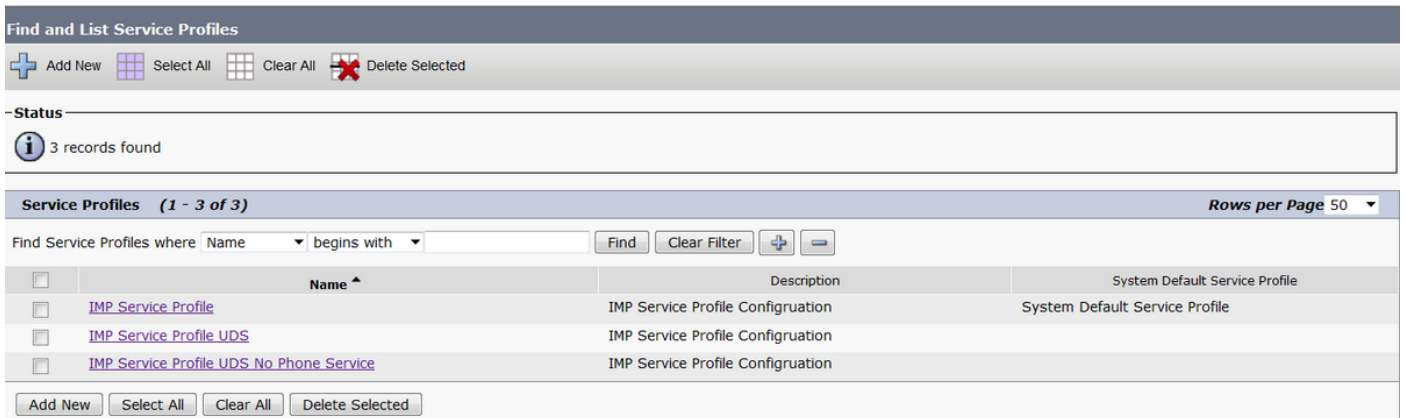 Find and List Service Profiles
Add New Select All Clear All Delete Selected
Status
3 records found
Service Profiles (1 - 3 of 3) Rows per Page 50
Find Service Profiles where Name begins with Find Clear Filter
Name Description System Default Service Profile
IMP Service Profile IMP Service Profile Configruation System Default Service Profile
IMP Service Profile UDS IMP Service Profile Configruation
IMP Service Profile UDS No Phone Service IMP Service Profile Configruation
Add New Select All Clear All Delete Selected